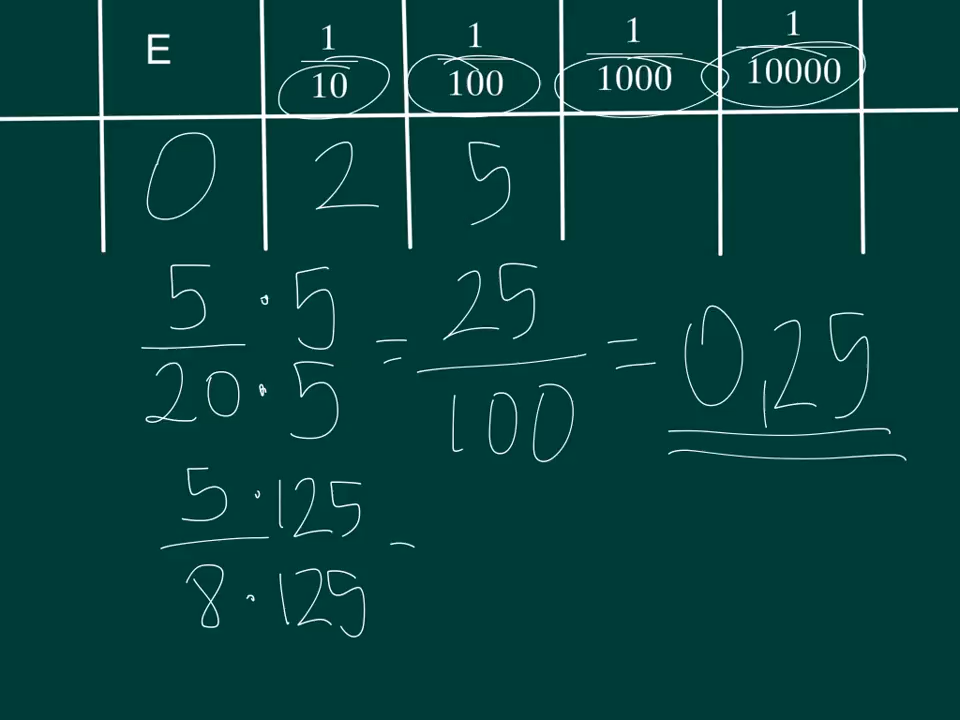 E 1/10 1/100 1/1000 1/10000
0 2 5
5/20 · 5/5 = 25/100 = 0,25
5 · 125/8 · 125 =